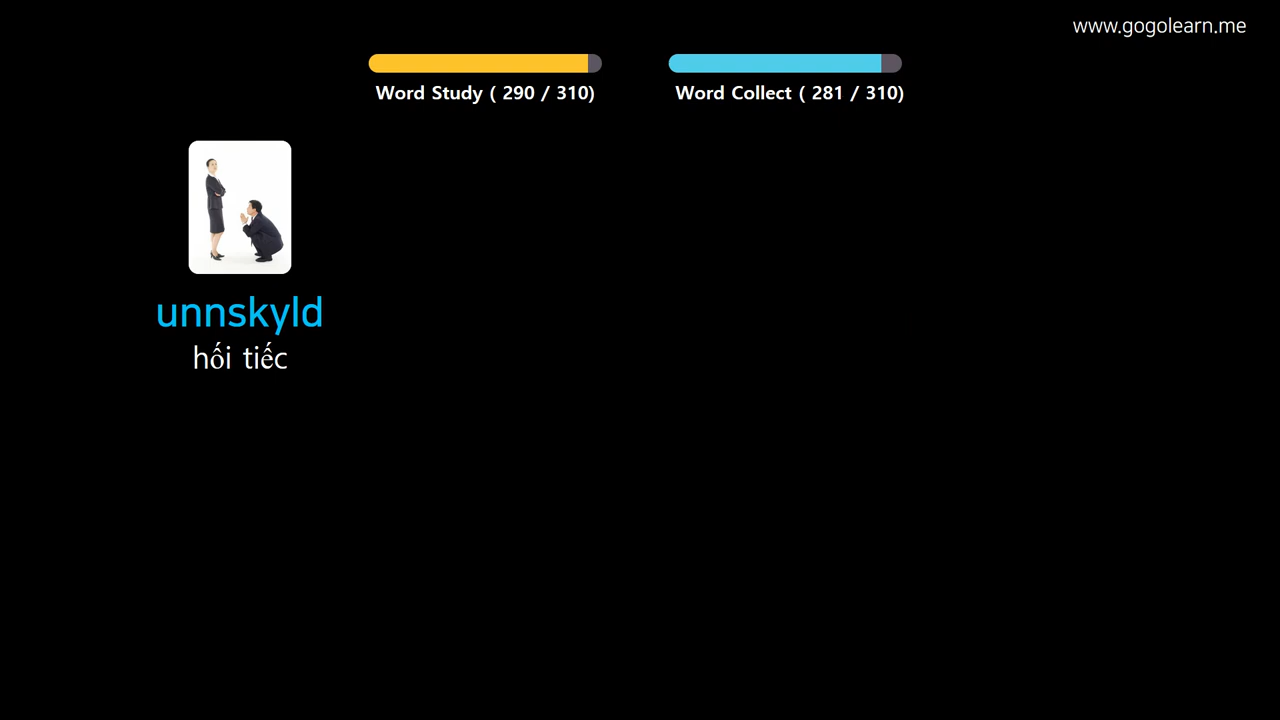 www.gogolearn.me
Word Study ( 290 / 310)
Word Collect ( 281 / 310)
unnskyld
hối tiếc